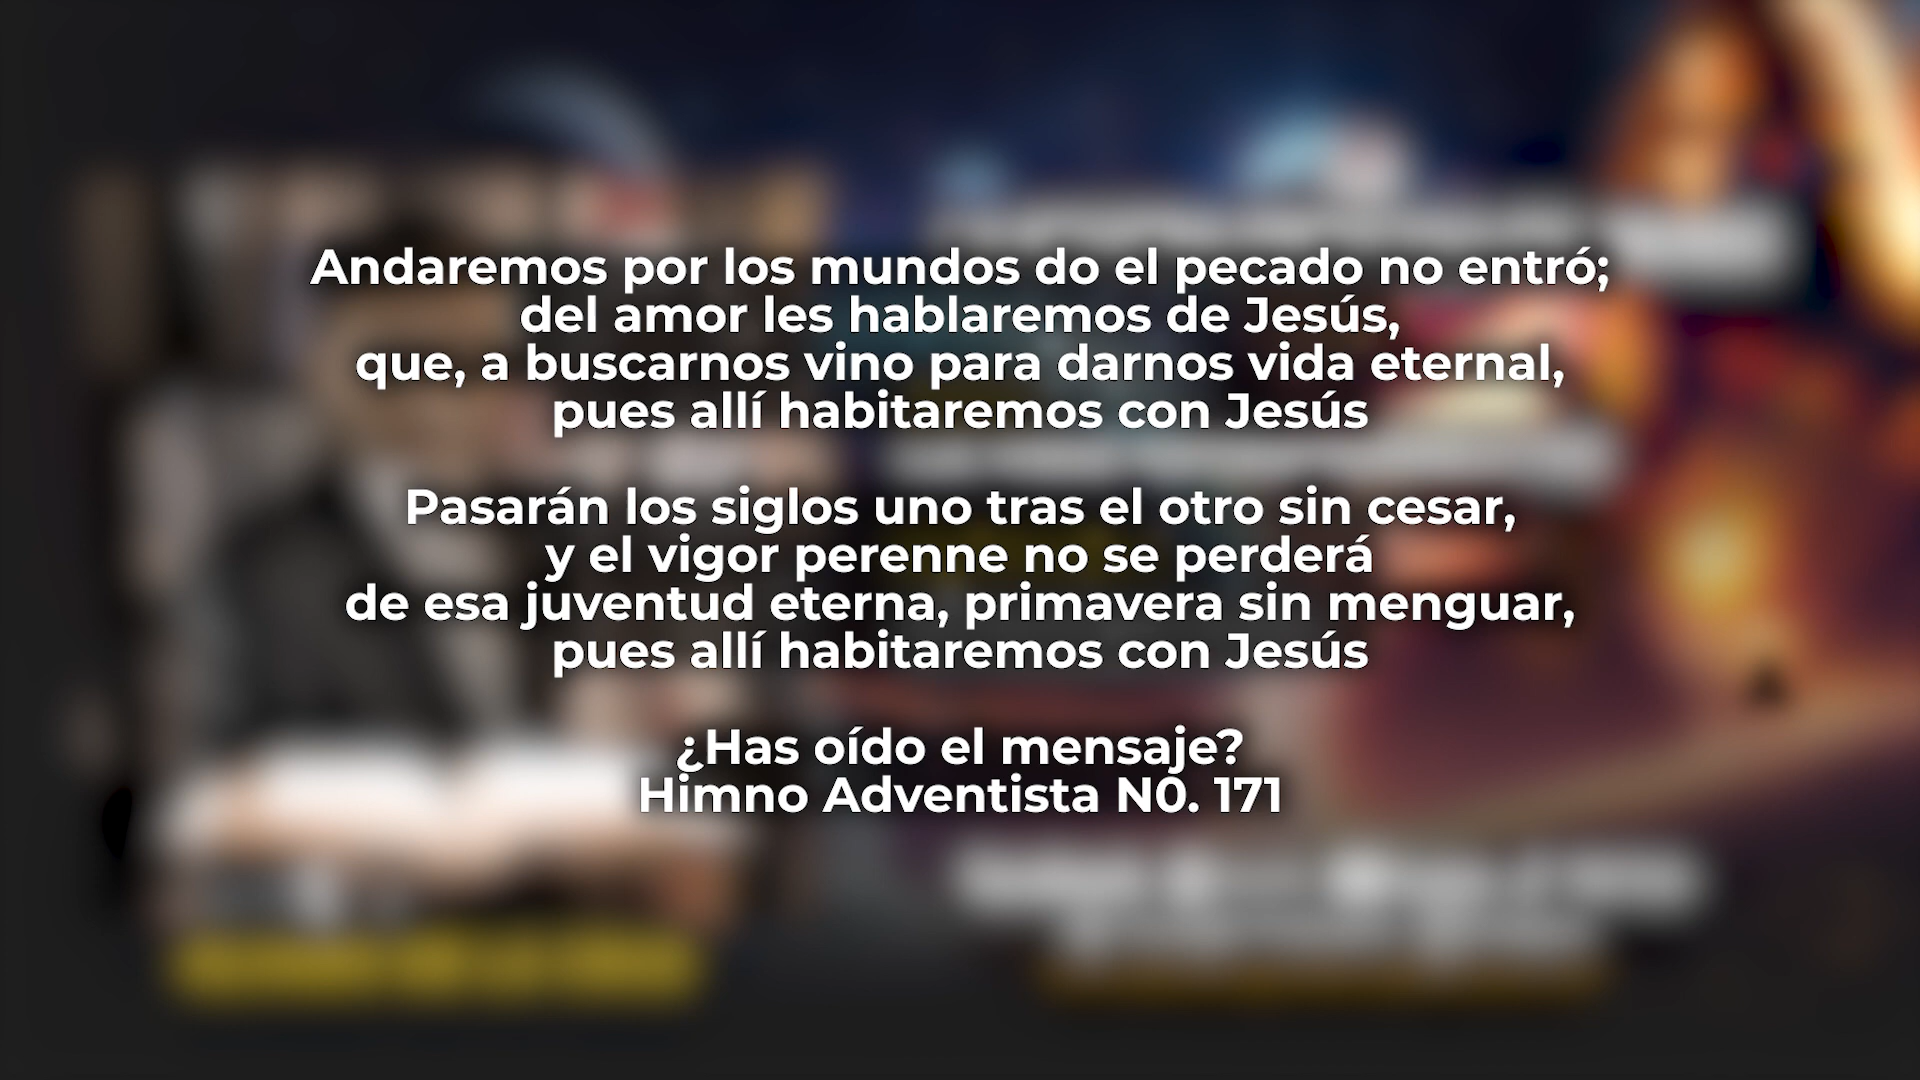 Andaremos por los mundos do el pecado no entró;
del amor les hablaremos de Jesús,
que, a buscarnos vino para darnos vida eternal,
pues allí habitaremos con Jesús
Pasarán los siglos uno tras el otro sin cesar,
y el vigor perenne no se perderá
de esa juventud eterna, primavera sin menguar,
pues allí habitaremos con Jesús
¿Has oído el mensaje?
Himno Adventista N0. 171